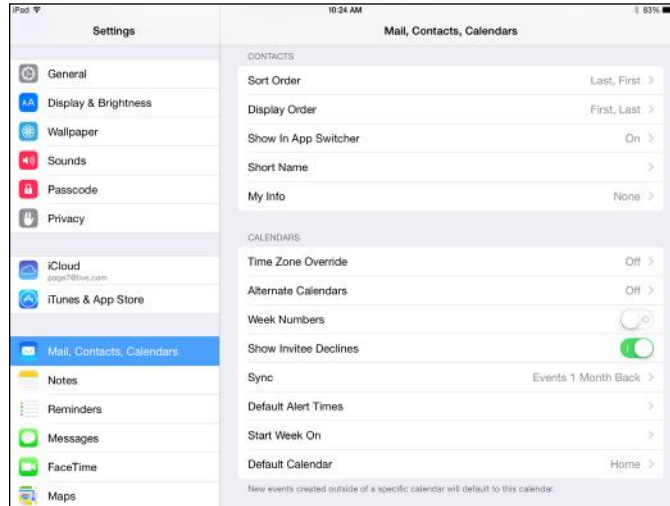 iPad 10:24 AM 83%
Settings
General
Display & Brightness
Wallpaper
Sounds
Passcode
Privacy
iCloud
page7@live.com
iTunes & App Store
Mail, Contacts, Calendars
Notes
Reminders
Messages
FaceTime
Maps
Mail, Contacts, Calendars
CONTACTS
Sort Order Last, First
Display Order First, Last
Show In App Switcher On
Short Name
My Info None
CALENDARS
Time Zone Override Off
Alternate Calendars Off
Week Numbers
Show Invitee Declines
Sync Events 1 Month Back
Default Alert Times
Start Week On
Default Calendar Home
New events created outside of a specific calendar will default to this calendar.